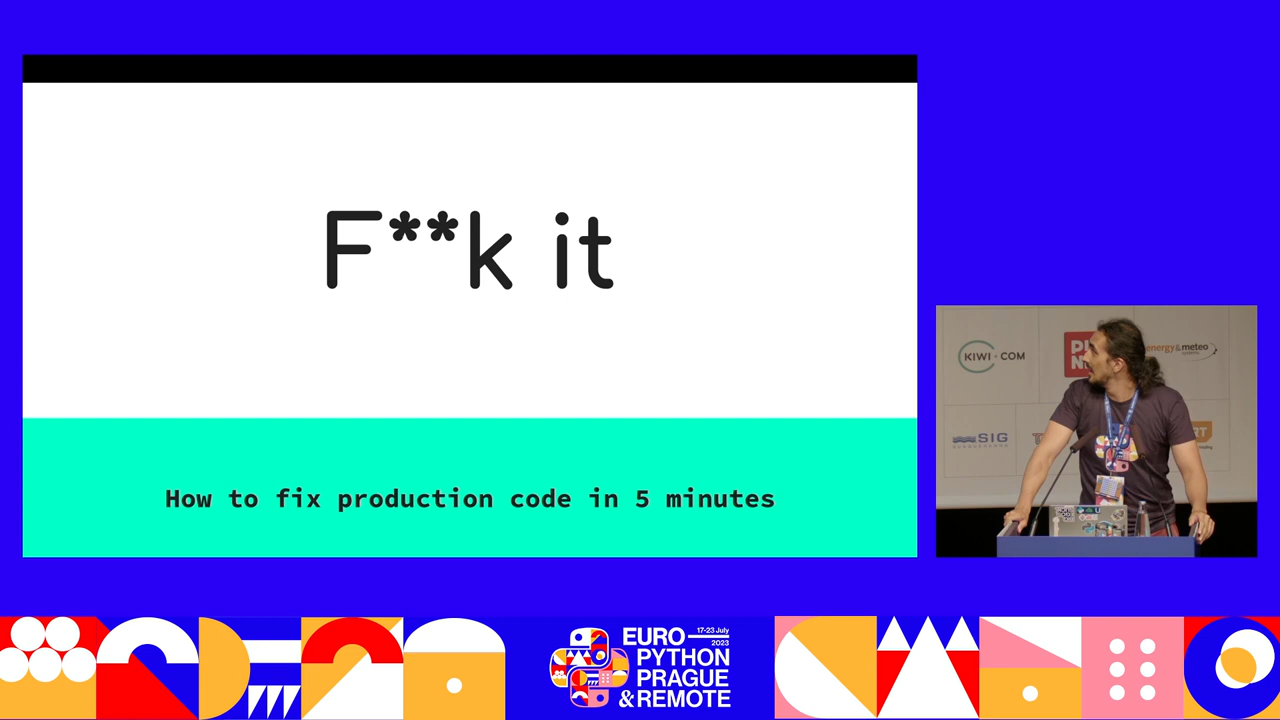 F**k it
How to fix production code in 5 minutes
KIWI.COM
energy & meteo
systems
SIG
EURO
17-23 July
2023
PYTHON
PRAGUE
& REMOTE